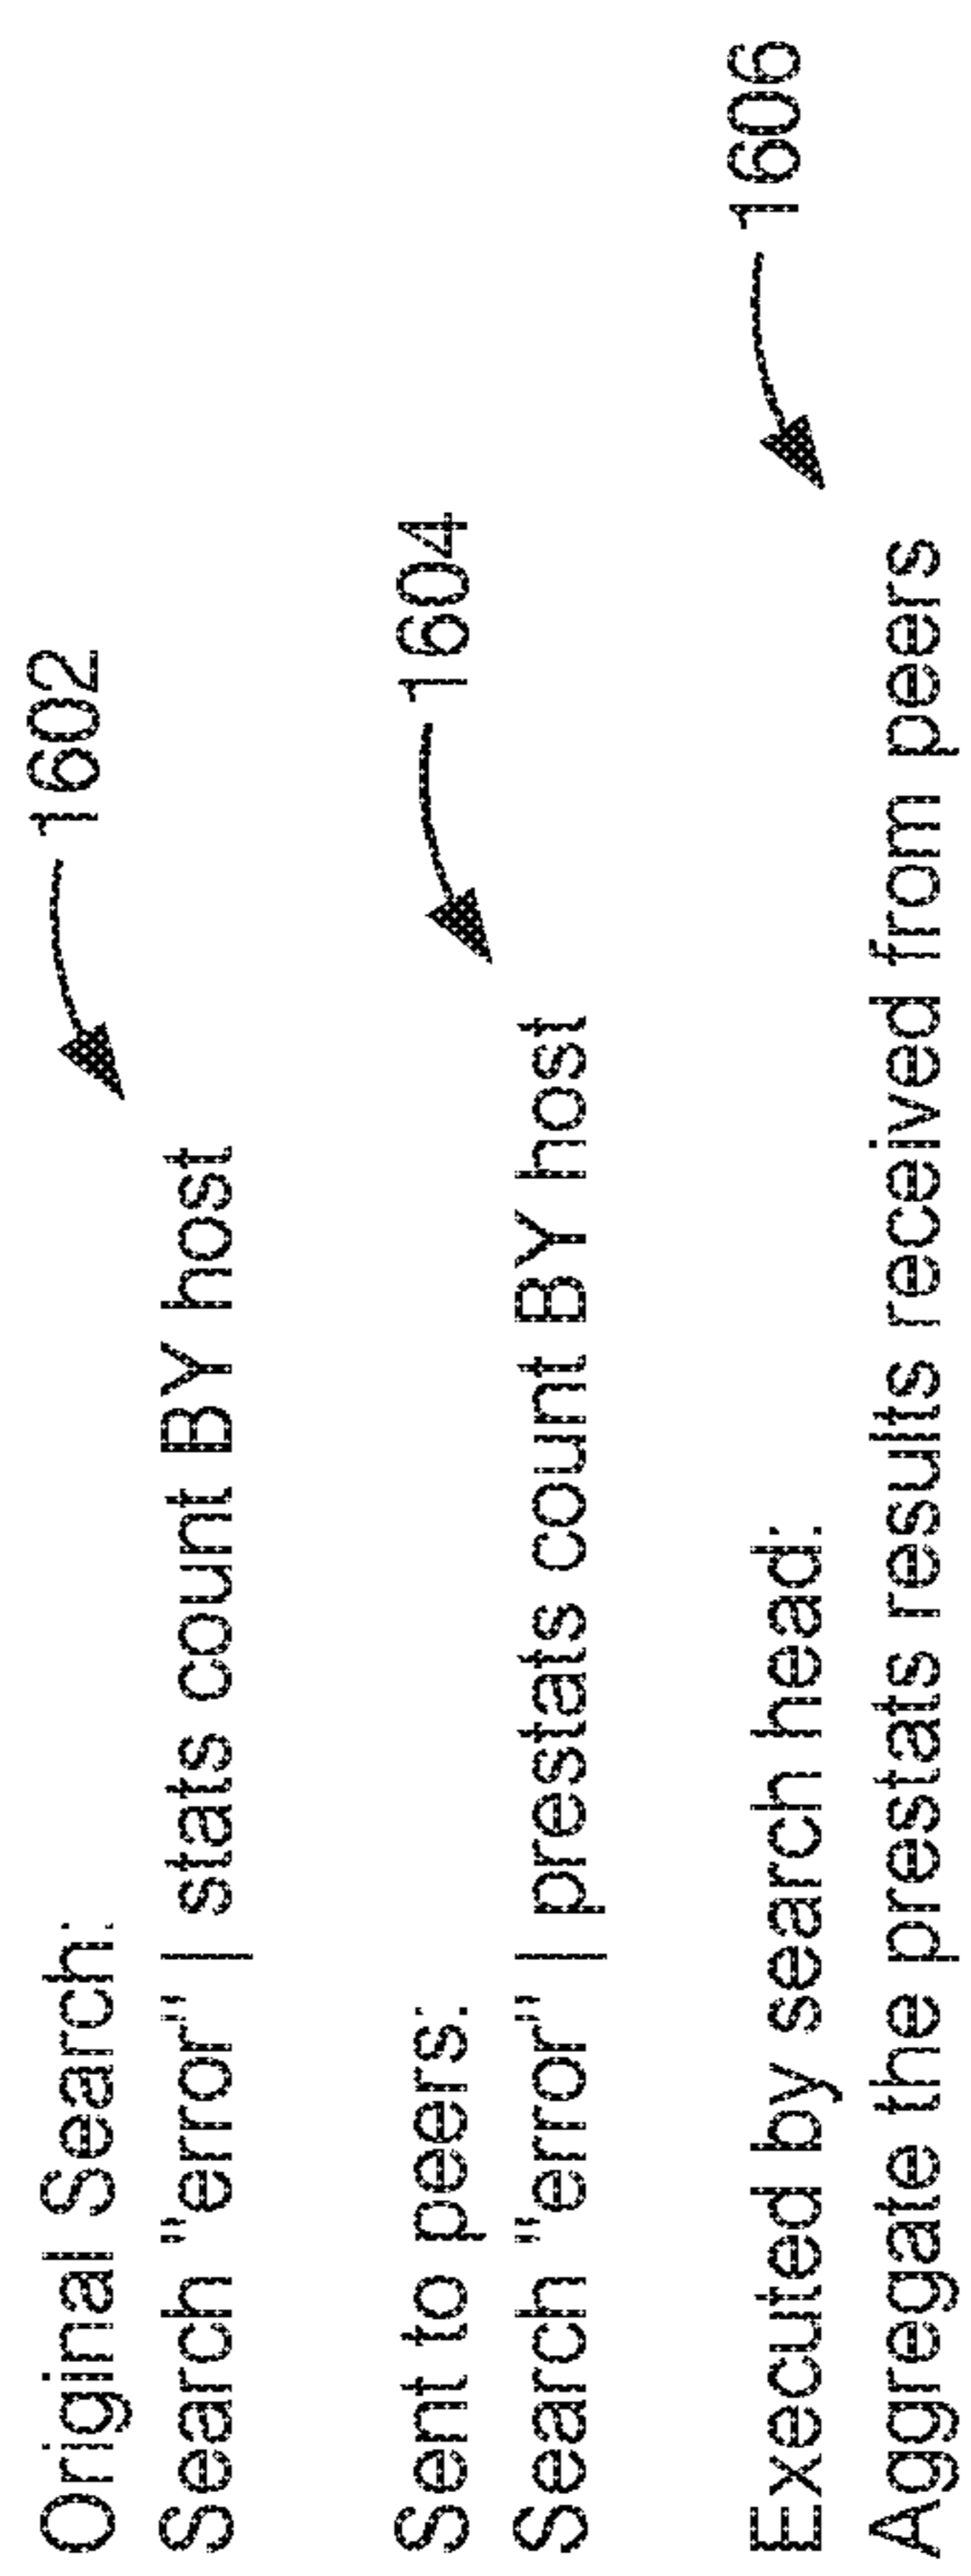 Original Search: 1602
Search "error" | stats count BY host
Sent to peers: 1604
Search "error" | prestats count BY host
Executed by search head: 1606
Aggregate the prestats results received from peers